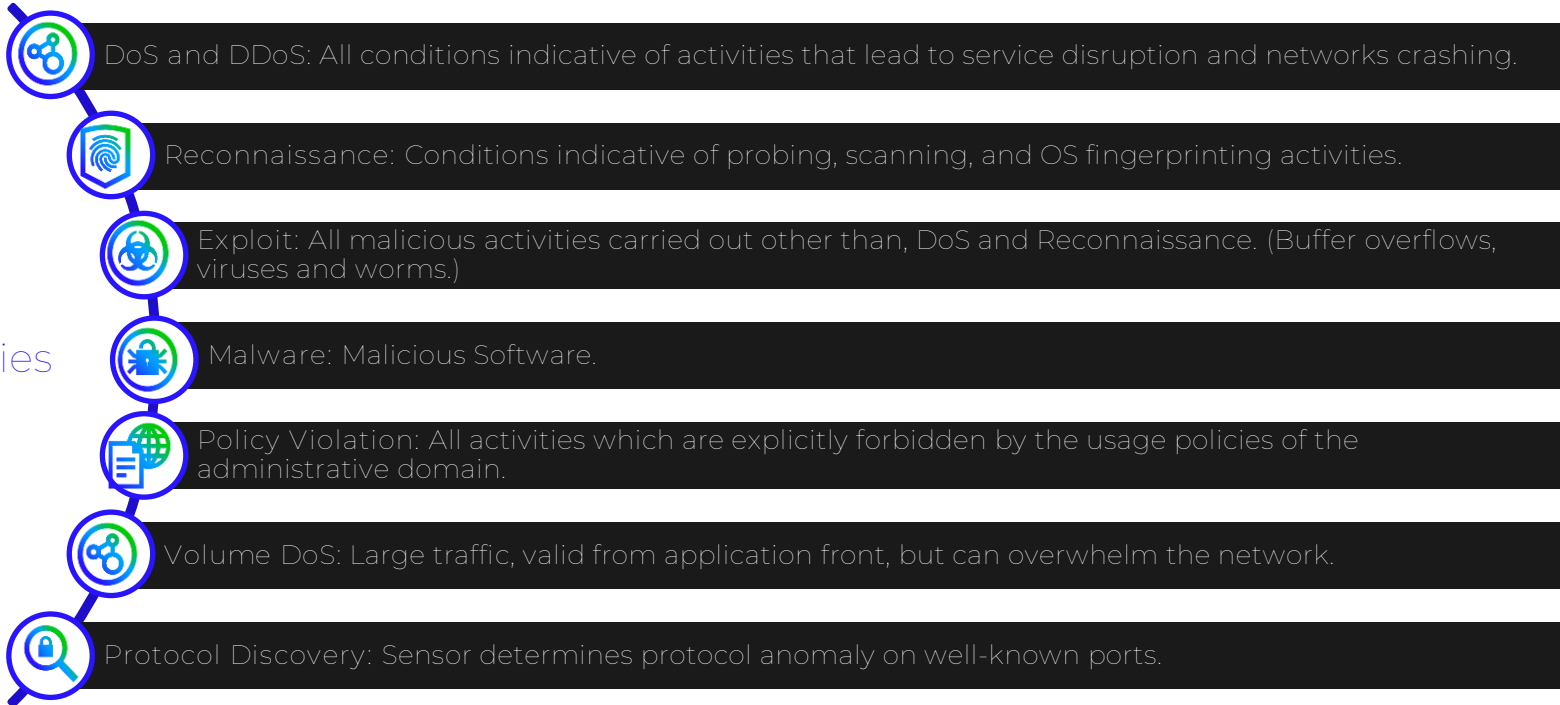 DoS and DDoS: All conditions indicative of activities that lead to service disruption and networks crashing.
Reconnaissance: Conditions indicative of probing, scanning, and OS fingerprinting activities.
Exploit: All malicious activities carried out other than, DoS and Reconnaissance. (Buffer overflows,
viruses and worms.)
ies
Malware: Malicious Software.
Policy Violation: All activities which are explicitly forbidden by the usage policies of the
administrative domain.
Volume DoS: Large traffic, valid from application front, but can overwhelm the network.
Protocol Discovery: Sensor determines protocol anomaly on well-known ports.